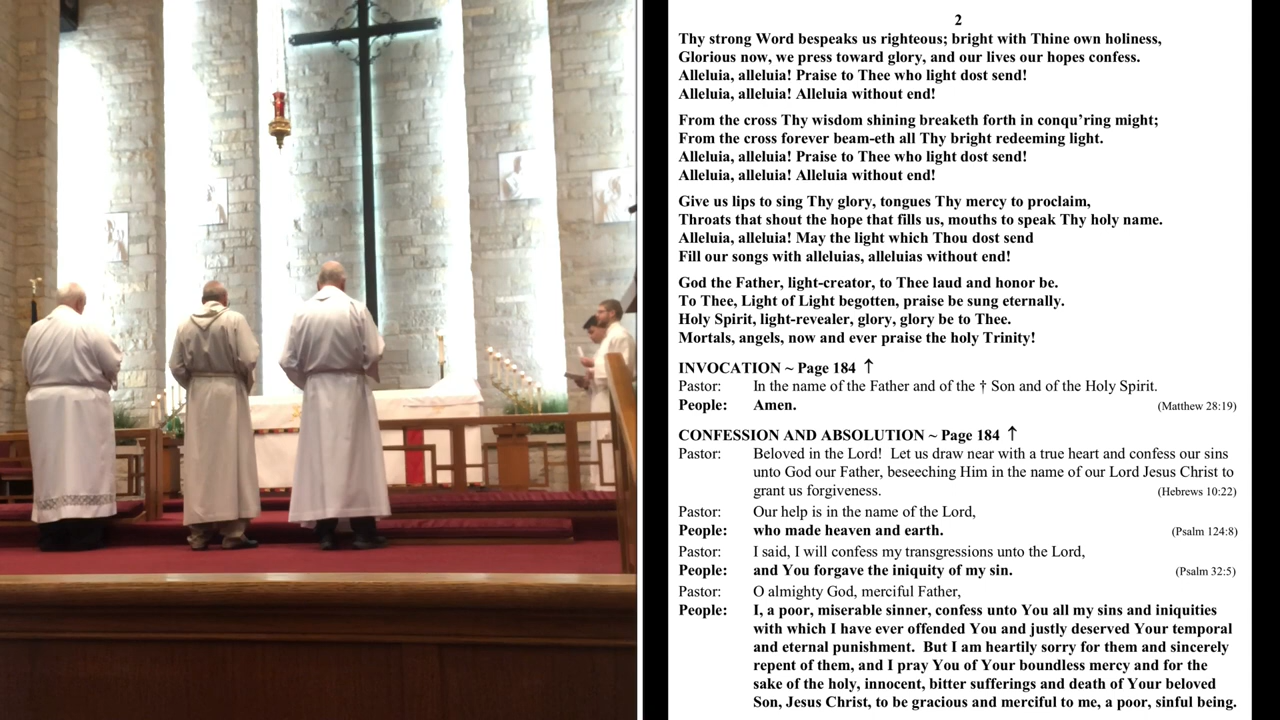 2
Thy strong Word bespeaks us righteous; bright with Thine own holiness,
Glorious now, we press toward glory, and our lives our hopes confess.
Alleluia, alleluia! Praise to Thee who light dost send!
Alleluia, alleluia! Alleluia without end!
From the cross Thy wisdom shining breaketh forth in conqu’ring might;
From the cross forever beam-eth all Thy bright redeeming light.
Alleluia, alleluia! Praise to Thee who light dost send!
Alleluia, alleluia! Alleluia without end!
Give us lips to sing Thy glory, tongues Thy mercy to proclaim,
Throats that shout the hope that fills us, mouths to speak Thy holy name.
Alleluia, alleluia! May the light which Thou dost send
Fill our songs with alleluias, alleluias without end!
God the Father, light-creator, to Thee laud and honor be.
To Thee, Light of Light begotten, praise be sung eternally.
Holy Spirit, light-revealer, glory, glory be to Thee.
Mortals, angels, now and ever praise the holy Trinity!
INVOCATION ~ Page 184 ↑
Pastor: In the name of the Father and of the † Son and of the Holy Spirit.
People: Amen. (Matthew 28:19)
CONFESSION AND ABSOLUTION ~ Page 184 ↑
Pastor: Beloved in the Lord! Let us draw near with a true heart and confess our sins
unto God our Father, beseeching Him in the name of our Lord Jesus Christ to
grant us forgiveness. (Hebrews 10:22)
Pastor: Our help is in the name of the Lord,
People: who made heaven and earth. (Psalm 124:8)
Pastor: I said, I will confess my transgressions unto the Lord,
People: and You forgave the iniquity of my sin. (Psalm 32:5)
Pastor: O almighty God, merciful Father,
People: I, a poor, miserable sinner, confess unto You all my sins and iniquities
with which I have ever offended You and justly deserved Your temporal
and eternal punishment. But I am heartily sorry for them and sincerely
repent of them, and I pray You of Your boundless mercy and for the
sake of the holy, innocent, bitter sufferings and death of Your beloved
Son, Jesus Christ, to be gracious and merciful to me, a poor, sinful being.